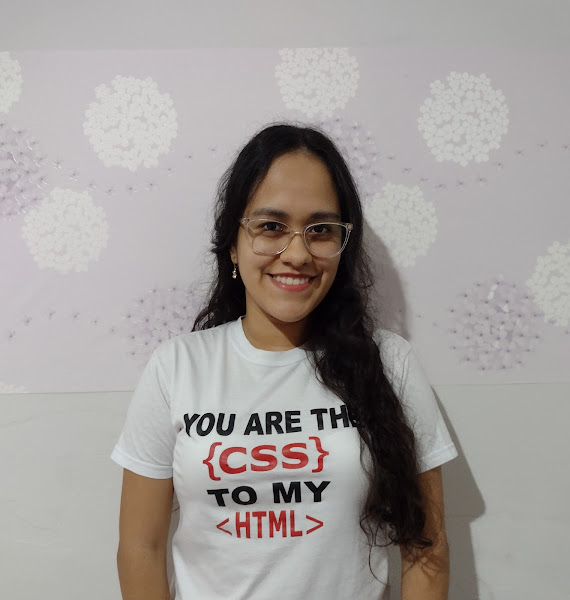 YOU ARE THE
{CSS}
TO MY
<HTML>